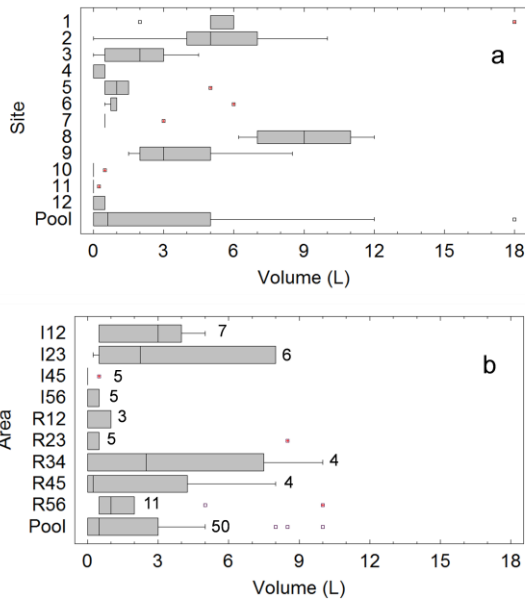 1
2
3
4
5
6
7
8
9
10
11
12
Pool
Site
a
0 3 6 9 12 15 18
Volume (L)
I12 7
I23 6
I45 5
I56 5
R12 3
R23 5
R34 4
R45 4
R56 11
Pool 50
Area
b
0 3 6 9 12 15 18
Volume (L)